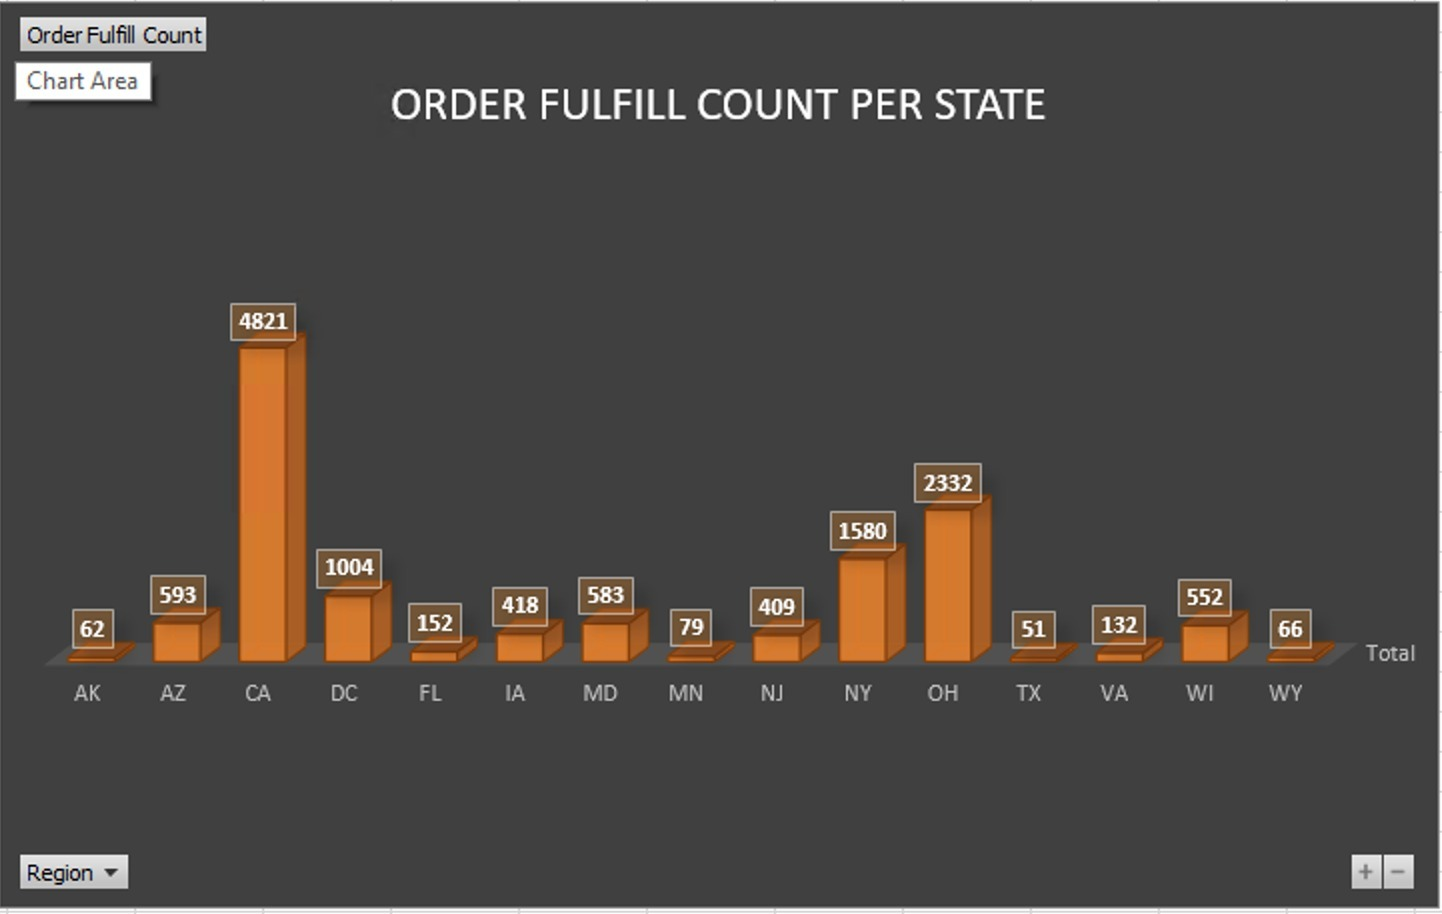 Order Fulfill Count
Chart Area
ORDER FULFILL COUNT PER STATE
4821
2332
1580
1004
593
583
552
418
409
152
132
62
79
51
66
Total
AK AZ CA DC FL IA MD MN NJ NY OH TX VA WI WY
Region
+ −